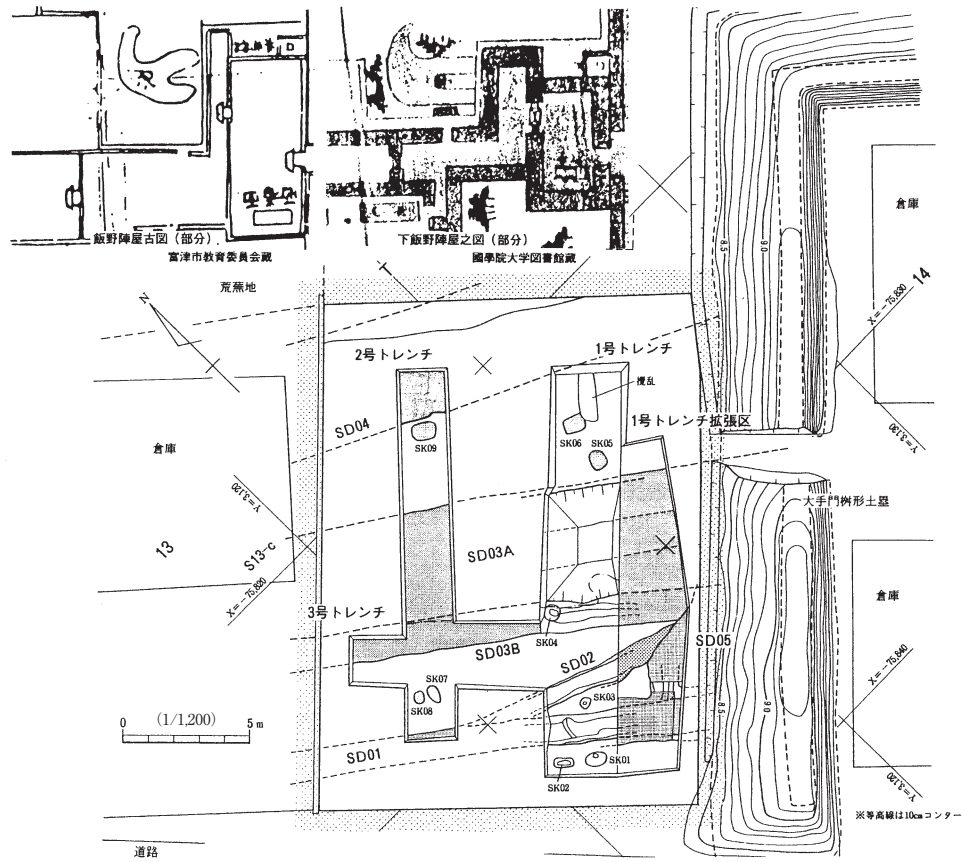 飯野陣屋古図（部分）
富津市教育委員会蔵
下飯野陣屋之図（部分）
國學院大学図書館蔵
荒蕪地
N
倉庫
14
X=-75,830
Y=3,130
2号トレンチ
1号トレンチ
攪乱
1号トレンチ拡張区
SD04
SK09
SK06
SK05
倉庫
Y=3,120
13
S13-c
X=-75,820
SD03A
大手門桝形土塁
8.5
9.0
3号トレンチ
SK04
SD03B
SD02
SD05
倉庫
X=-75,840
SK07
SK08
SK03
8.5
9.0
0
(1/1,200)
5m
SD01
SK01
SK02
Y=3,120
※等高線は10cmコンター
道路